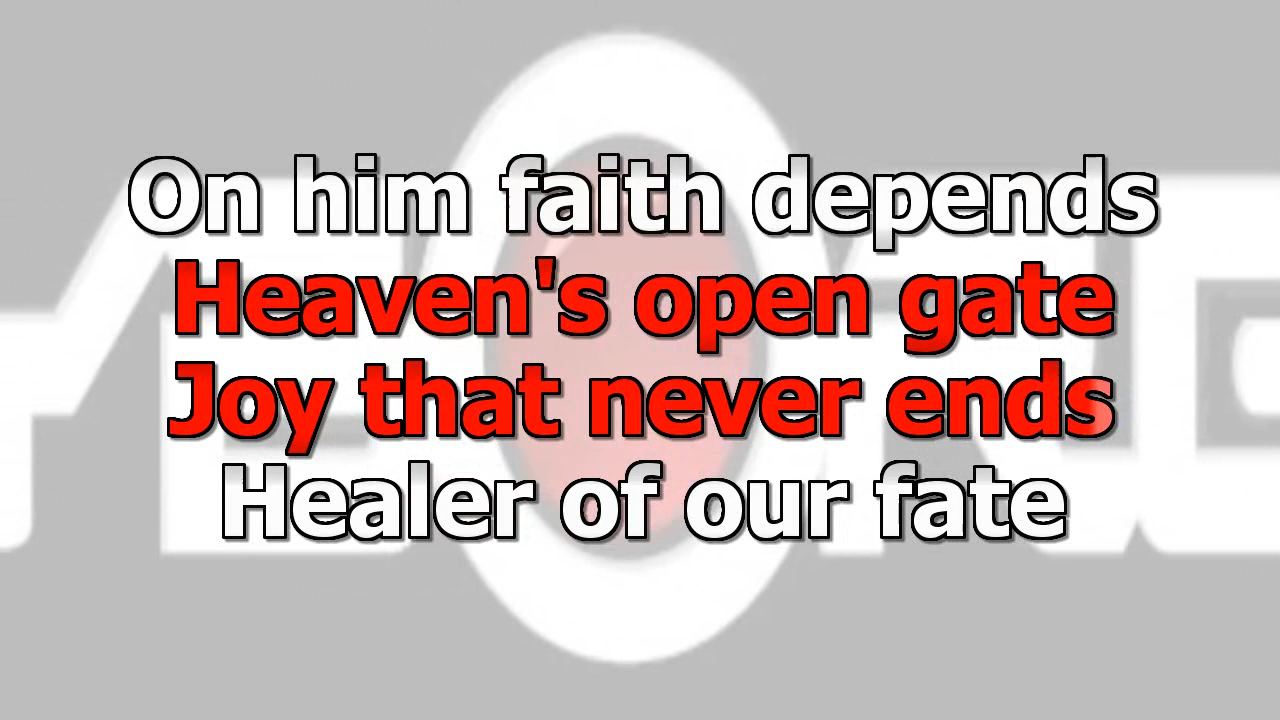 On him faith depends
Heaven's open gate
Joy that never ends
Healer of our fate